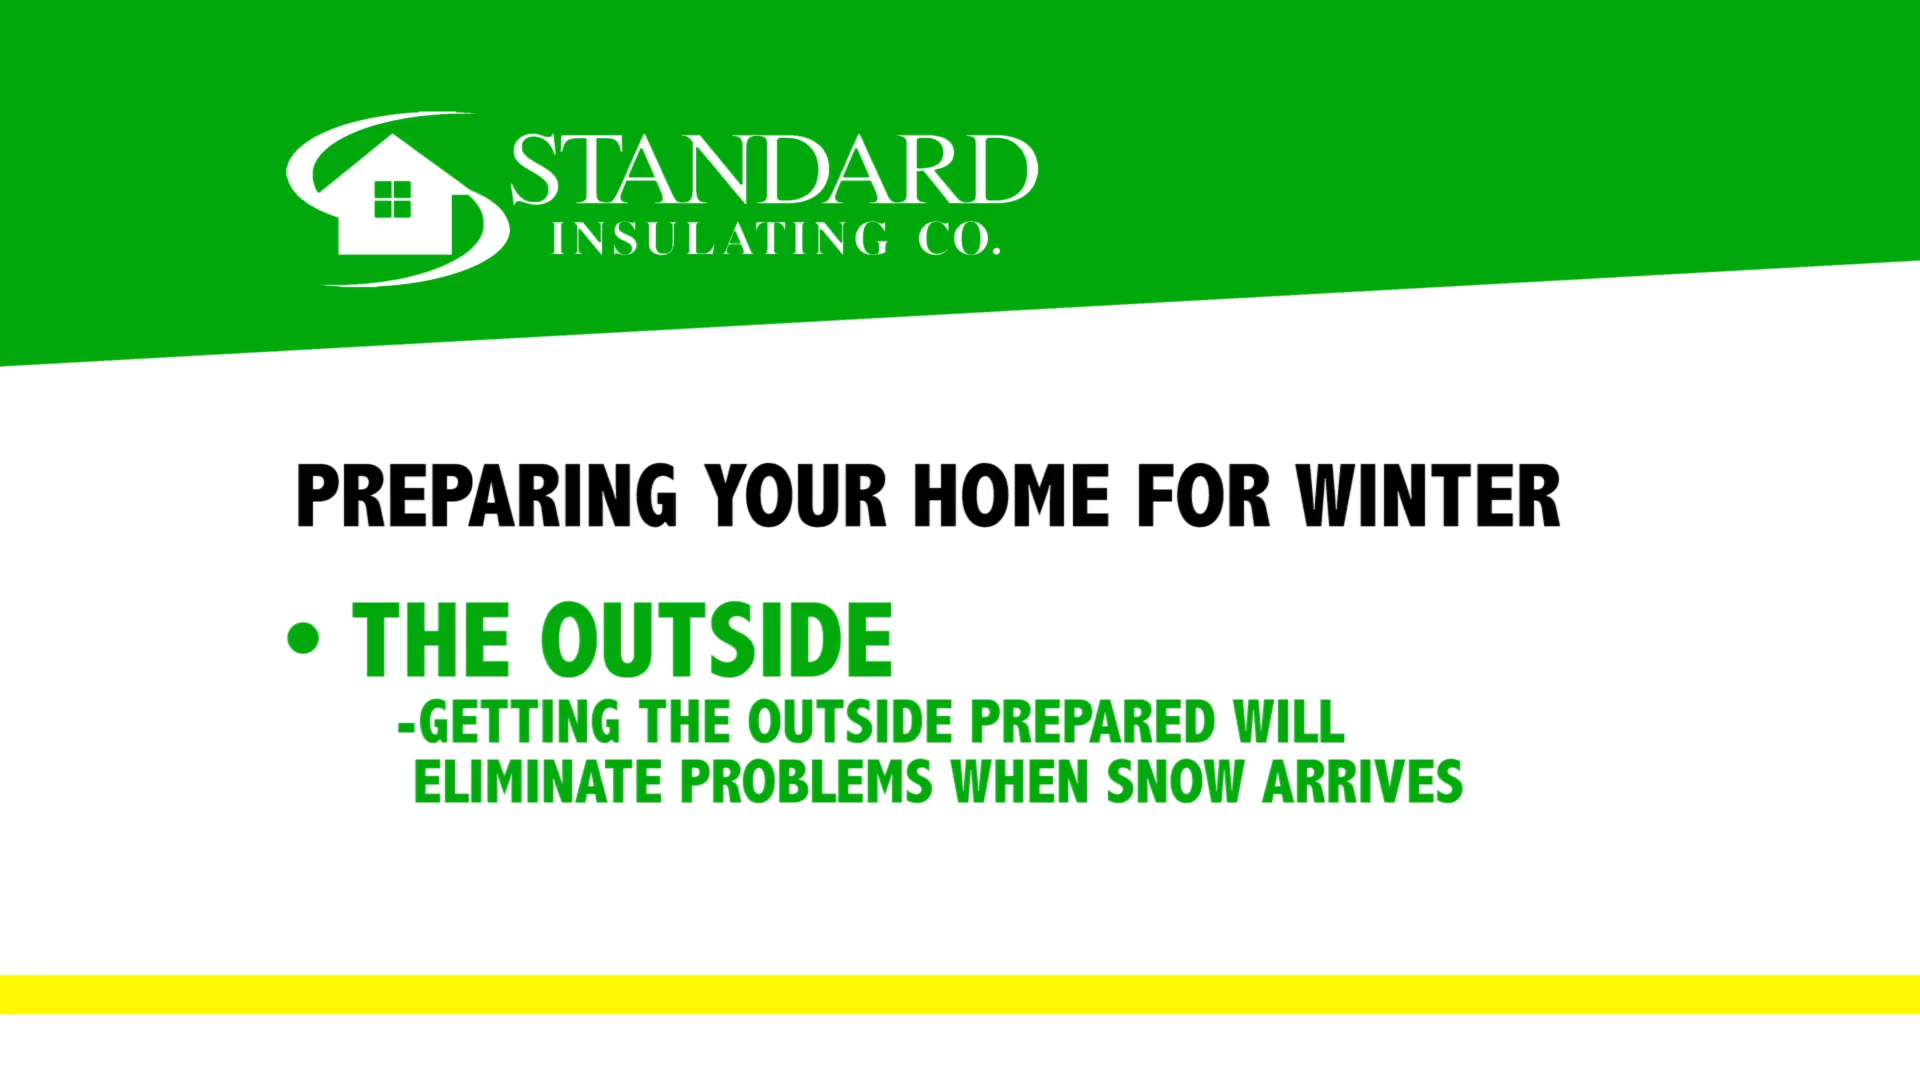 STANDARD
INSULATING CO.
PREPARING YOUR HOME FOR WINTER
• THE OUTSIDE
-GETTING THE OUTSIDE PREPARED WILL
ELIMINATE PROBLEMS WHEN SNOW ARRIVES